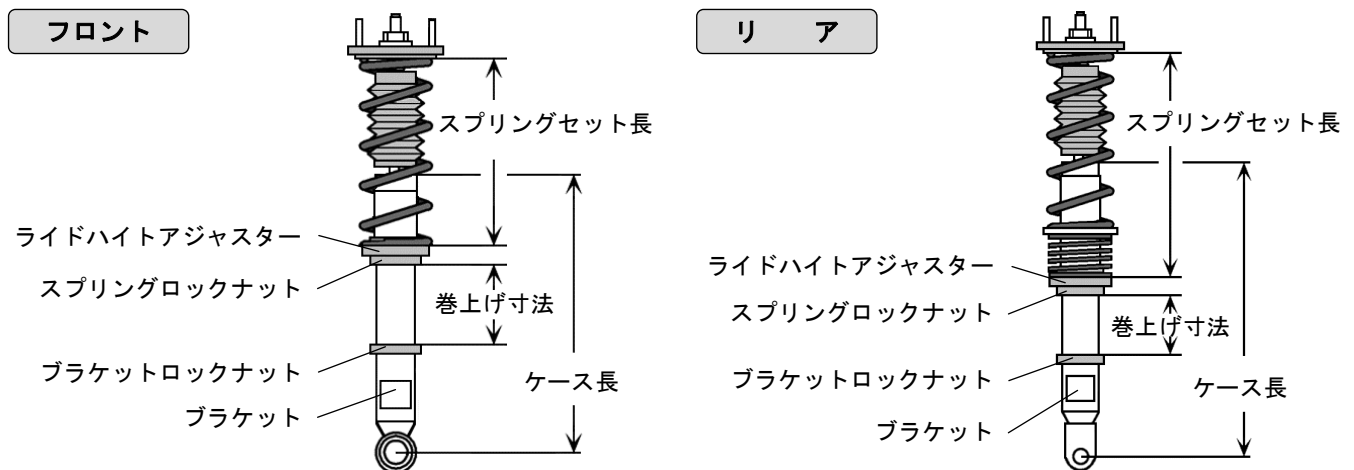 フロント
スプリングセット長
ライドハイトアジャスター
スプリングロックナット
巻上げ寸法
ブラケットロックナット
ケース長
ブラケット
リ ア
スプリングセット長
ライドハイトアジャスター
スプリングロックナット
巻上げ寸法
ブラケットロックナット
ケース長
ブラケット